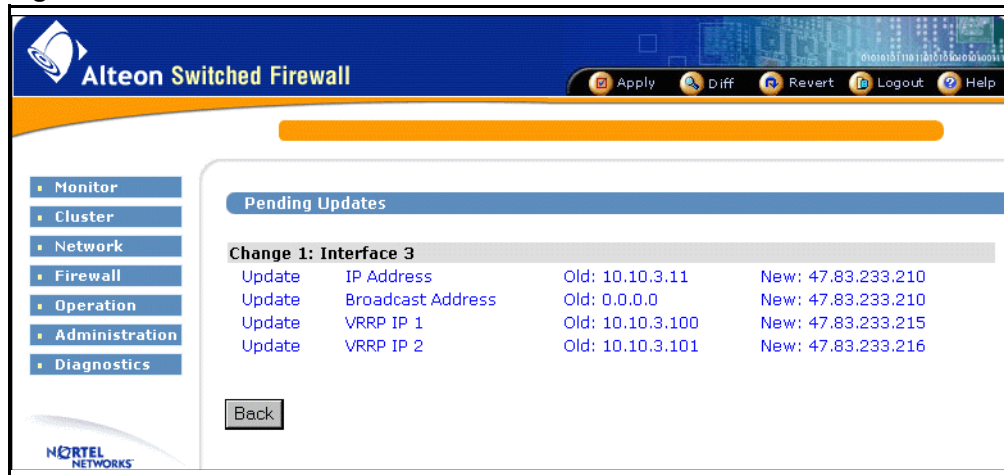 Alteon Switched Firewall
Apply Diff Revert Logout Help
Monitor
Cluster
Network
Firewall
Operation
Administration
Diagnostics
Pending Updates
Change 1: Interface 3
Update IP Address Old: 10.10.3.11 New: 47.83.233.210
Update Broadcast Address Old: 0.0.0.0 New: 47.83.233.210
Update VRRP IP 1 Old: 10.10.3.100 New: 47.83.233.215
Update VRRP IP 2 Old: 10.10.3.101 New: 47.83.233.216
Back
NORTEL
NETWORKS